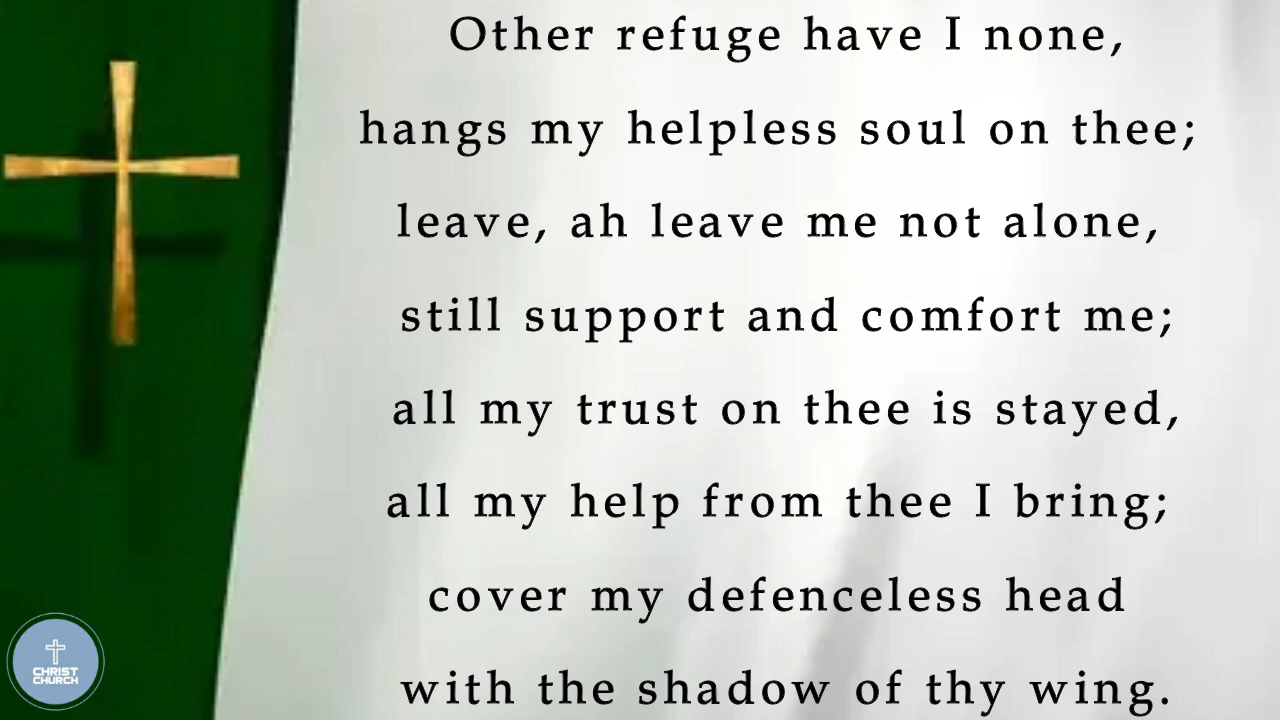 Other refuge have I none,
hangs my helpless soul on thee;
leave, ah leave me not alone,
still support and comfort me;
all my trust on thee is stayed,
all my help from thee I bring;
cover my defenceless head
with the shadow of thy wing.
CHRIST
CHURCH